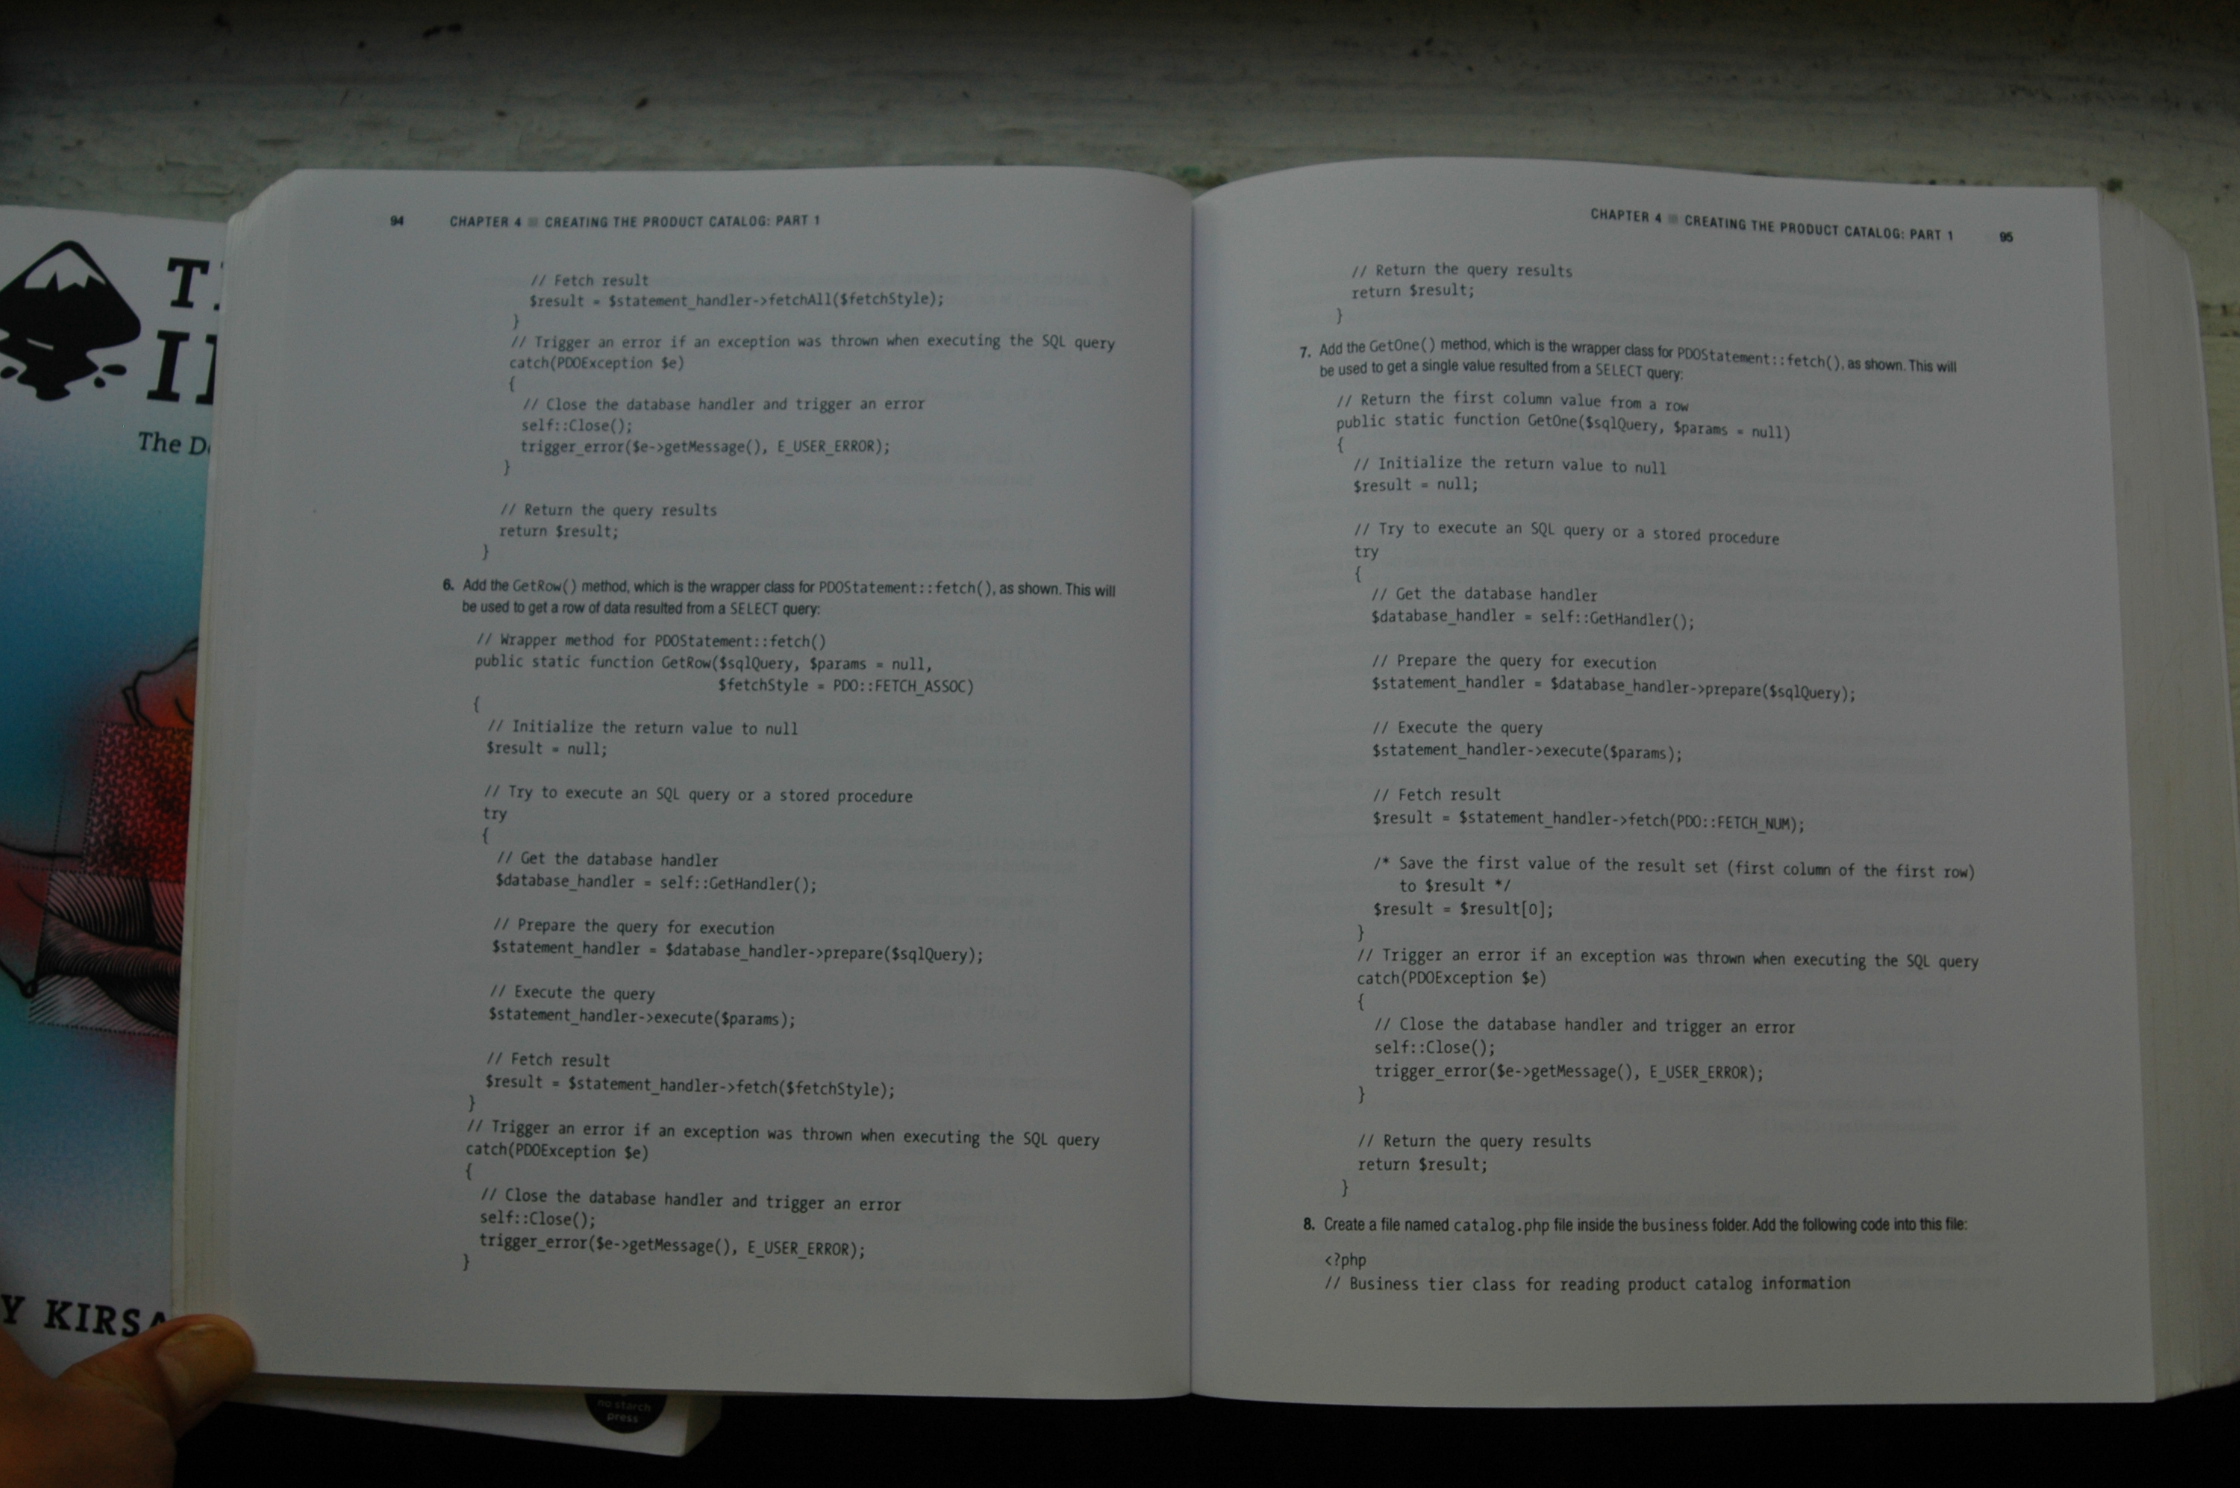 T
I
The D
Y KIRSA
no starch
press
94 CHAPTER 4 ■ CREATING THE PRODUCT CATALOG: PART 1
// Fetch result
$result = $statement_handler->fetchAll($fetchStyle);
}
// Trigger an error if an exception was thrown when executing the SQL query
catch(PDOException $e)
{
// Close the database handler and trigger an error
self::Close();
trigger_error($e->getMessage(), E_USER_ERROR);
}
// Return the query results
return $result;
}
6. Add the GetRow() method, which is the wrapper class for PDOStatement::fetch(), as shown. This will
be used to get a row of data resulted from a SELECT query:
// Wrapper method for PDOStatement::fetch()
public static function GetRow($sqlQuery, $params = null,
$fetchStyle = PDO::FETCH_ASSOC)
{
// Initialize the return value to null
$result = null;
// Try to execute an SQL query or a stored procedure
try
{
// Get the database handler
$database_handler = self::GetHandler();
// Prepare the query for execution
$statement_handler = $database_handler->prepare($sqlQuery);
// Execute the query
$statement_handler->execute($params);
// Fetch result
$result = $statement_handler->fetch($fetchStyle);
}
// Trigger an error if an exception was thrown when executing the SQL query
catch(PDOException $e)
{
// Close the database handler and trigger an error
self::Close();
trigger_error($e->getMessage(), E_USER_ERROR);
}
CHAPTER 4 ■ CREATING THE PRODUCT CATALOG: PART 1 95
// Return the query results
return $result;
}
7. Add the GetOne() method, which is the wrapper class for PDOStatement::fetch(), as shown. This will
be used to get a single value resulted from a SELECT query:
// Return the first column value from a row
public static function GetOne($sqlQuery, $params = null)
{
// Initialize the return value to null
$result = null;
// Try to execute an SQL query or a stored procedure
try
{
// Get the database handler
$database_handler = self::GetHandler();
// Prepare the query for execution
$statement_handler = $database_handler->prepare($sqlQuery);
// Execute the query
$statement_handler->execute($params);
// Fetch result
$result = $statement_handler->fetch(PDO::FETCH_NUM);
/* Save the first value of the result set (first column of the first row)
to $result */
$result = $result[0];
}
// Trigger an error if an exception was thrown when executing the SQL query
catch(PDOException $e)
{
// Close the database handler and trigger an error
self::Close();
trigger_error($e->getMessage(), E_USER_ERROR);
}
// Return the query results
return $result;
}
8. Create a file named catalog.php file inside the business folder. Add the following code into this file:
<?php
// Business tier class for reading product catalog information